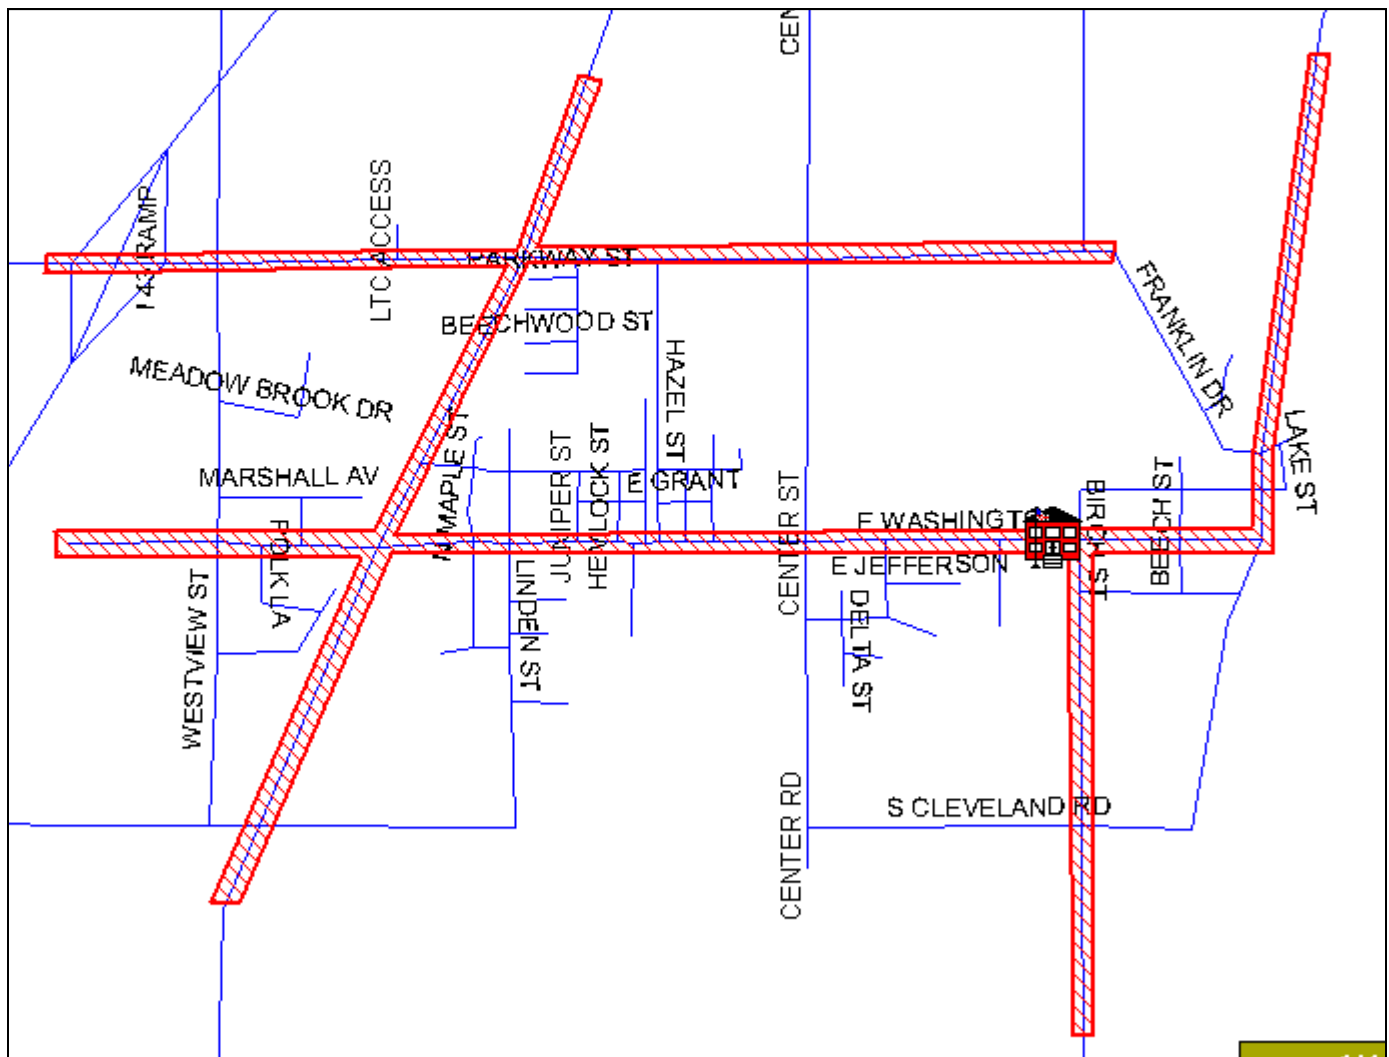 CEN
LTC ACCESS
I 43 RAMP
PARKWAY ST
FRANKLIN DR
BEECHWOOD ST
MEADOW BROOK DR
HAZEL ST
LAKE ST
N MAPLE ST
JUNIPER ST
HEWLOCK ST
MARSHALL AV
E GRANT
CENTER ST
BIRCH ST
BEECH ST
E WASHINGT
POLK LA
E JEFFERSON
LINDEN ST
WESTVIEW ST
DELTA ST
CENTER RD
S CLEVELAND RD